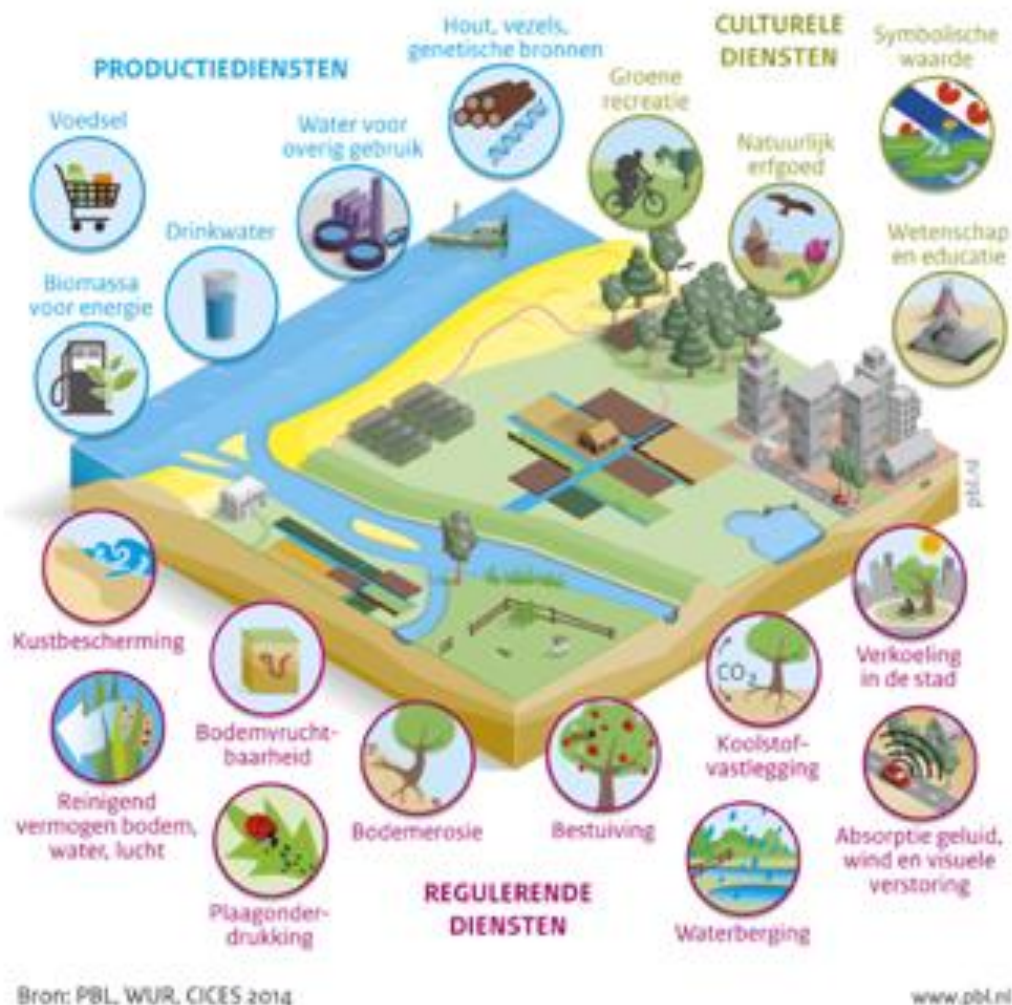 PRODUCTIEDIENSTEN
Voedsel
Biomassa
voor energie
Drinkwater
Water voor
overig gebruik
Hout, vezels,
genetische bronnen
CULTURELE
DIENSTEN
Groene
recreatie
Natuurlijk
erfgoed
Symbolische
waarde
Wetenschap
en educatie
pbl.nl
Kustbescherming
Reinigend
vermogen bodem,
water, lucht
Bodemvrucht-
baarheid
Plaagonder-
drukking
Bodemerosie
REGULERENDE
DIENSTEN
Bestuiving
CO2
Koolstof-
vastlegging
Waterberging
Verkoeling
in de stad
Absorptie geluid,
wind en visuele
verstoring
Bron: PBL, WUR, CICES 2014
www.pbl.nl